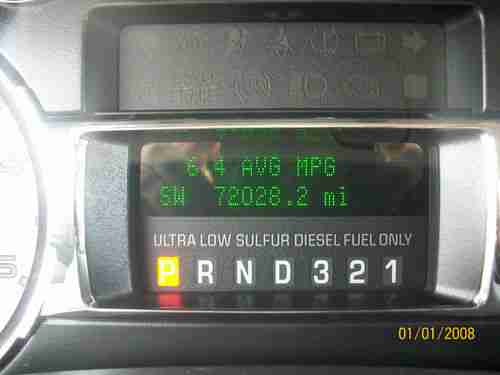 6.4 AVG MPG
SW 72028.2 mi
ULTRA LOW SULFUR DIESEL FUEL ONLY
P R N D 3 2 1
01/01/2008